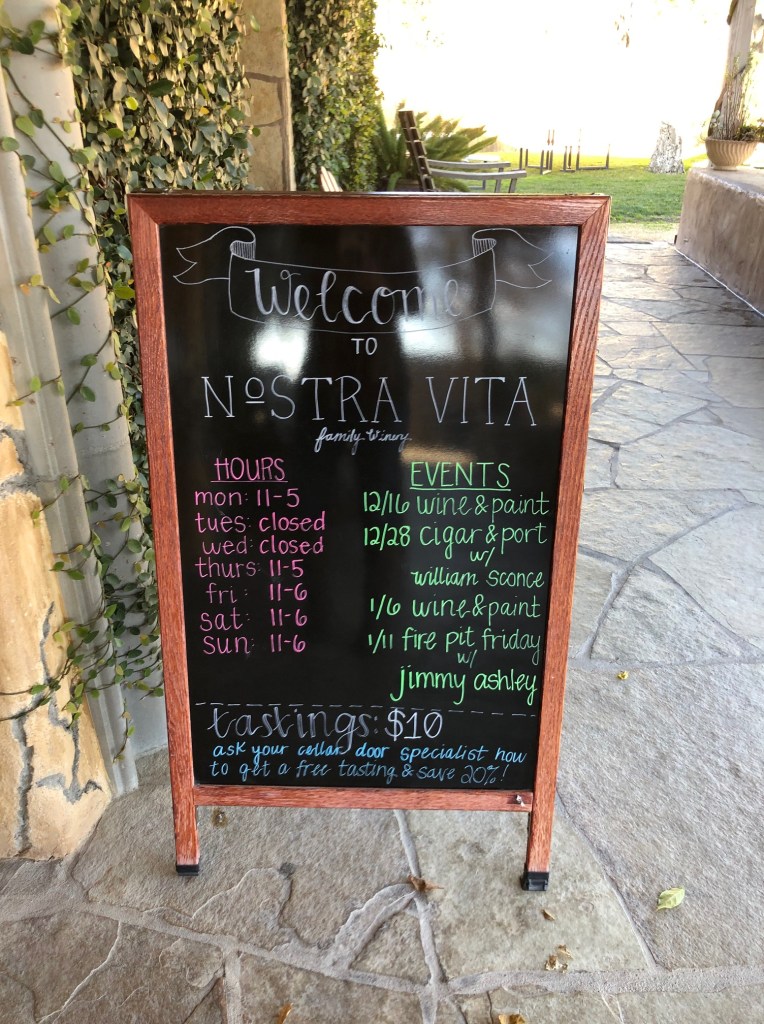 Welcome
TO
NoSTRA VITA
family Winery
HOURS
mon: 11-5
tues: closed
wed: closed
thurs: 11-5
fri: 11-6
sat: 11-6
sun: 11-6
EVENTS
12/16 wine & paint
12/28 cigar & port
w/
william sconce
1/6 wine & paint
1/11 fire pit friday
w/
jimmy ashley
tastings: $10
ask your cellar door specialist how
to get a free tasting & save 20%!